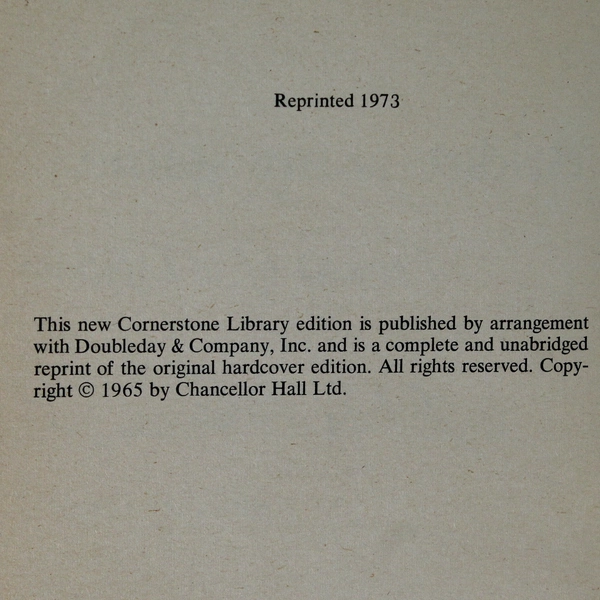 Reprinted 1973
This new Cornerstone Library edition is published by arrangement
with Doubleday & Company, Inc. and is a complete and unabridged
reprint of the original hardcover edition. All rights reserved. Copy-
right © 1965 by Chancellor Hall Ltd.